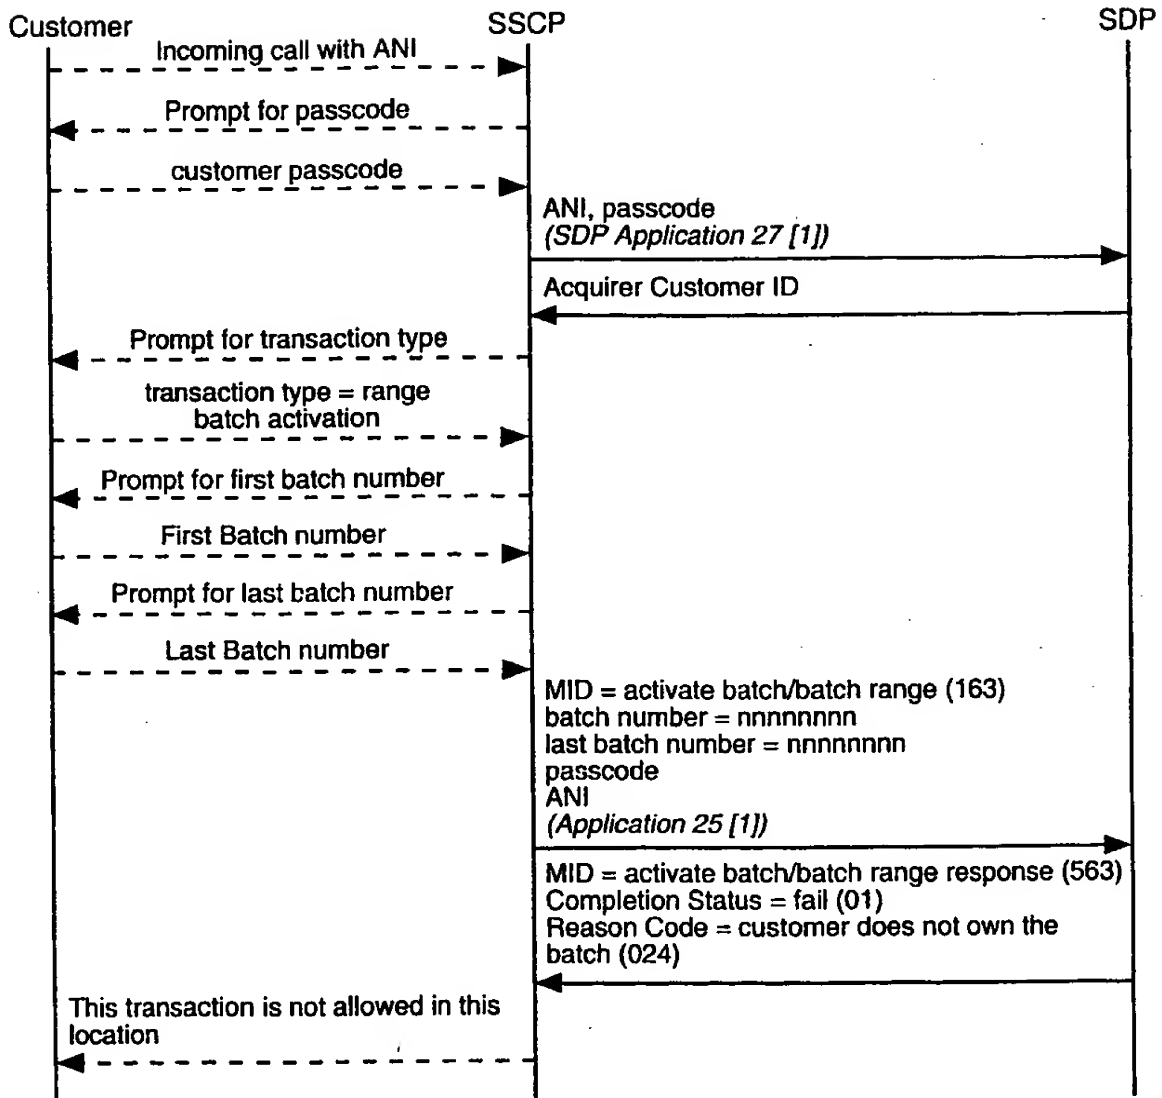 Customer
SSCP
SDP
Incoming call with ANI
Prompt for passcode
customer passcode
ANI, passcode
(SDP Application 27 [1])
Acquirer Customer ID
Prompt for transaction type
transaction type = range
batch activation
Prompt for first batch number
First Batch number
Prompt for last batch number
Last Batch number
MID = activate batch/batch range (163)
batch number = nnnnnnnnn
last batch number = nnnnnnnnn
passcode
ANI
(Application 25 [1])
MID = activate batch/batch range response (563)
Completion Status = fail (01)
Reason Code = customer does not own the
batch (024)
This transaction is not allowed in this
location